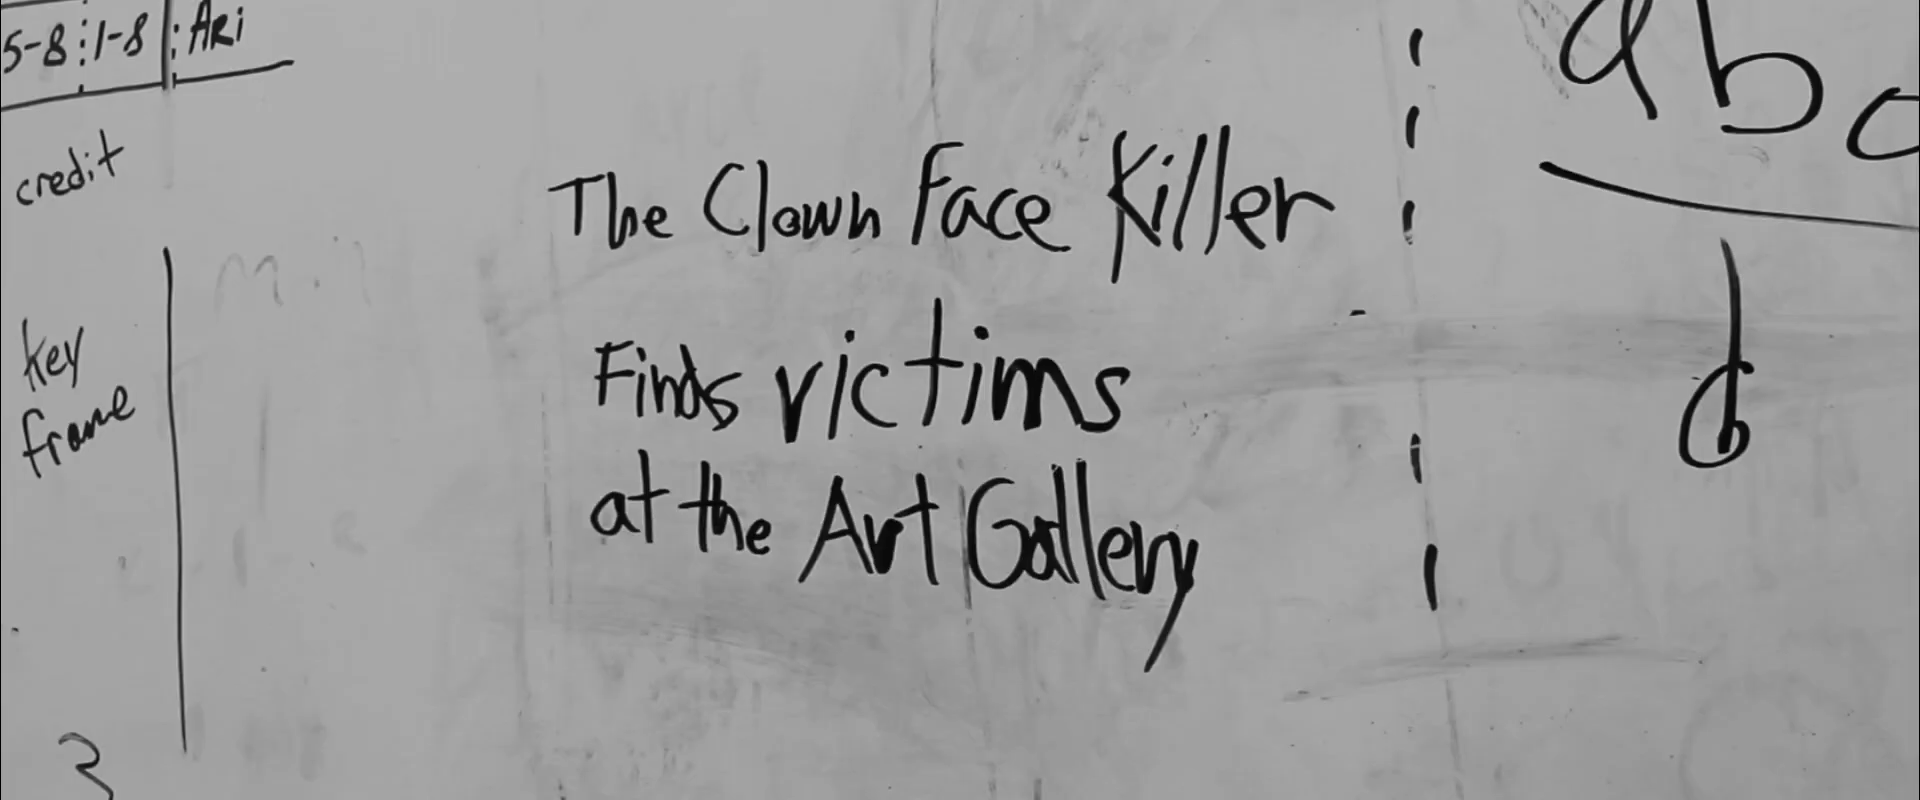 5-8 1-8 ARi
credit
key
frame
3
The Clown Face Killer
Finds victims
at the Art Gallery
a b c